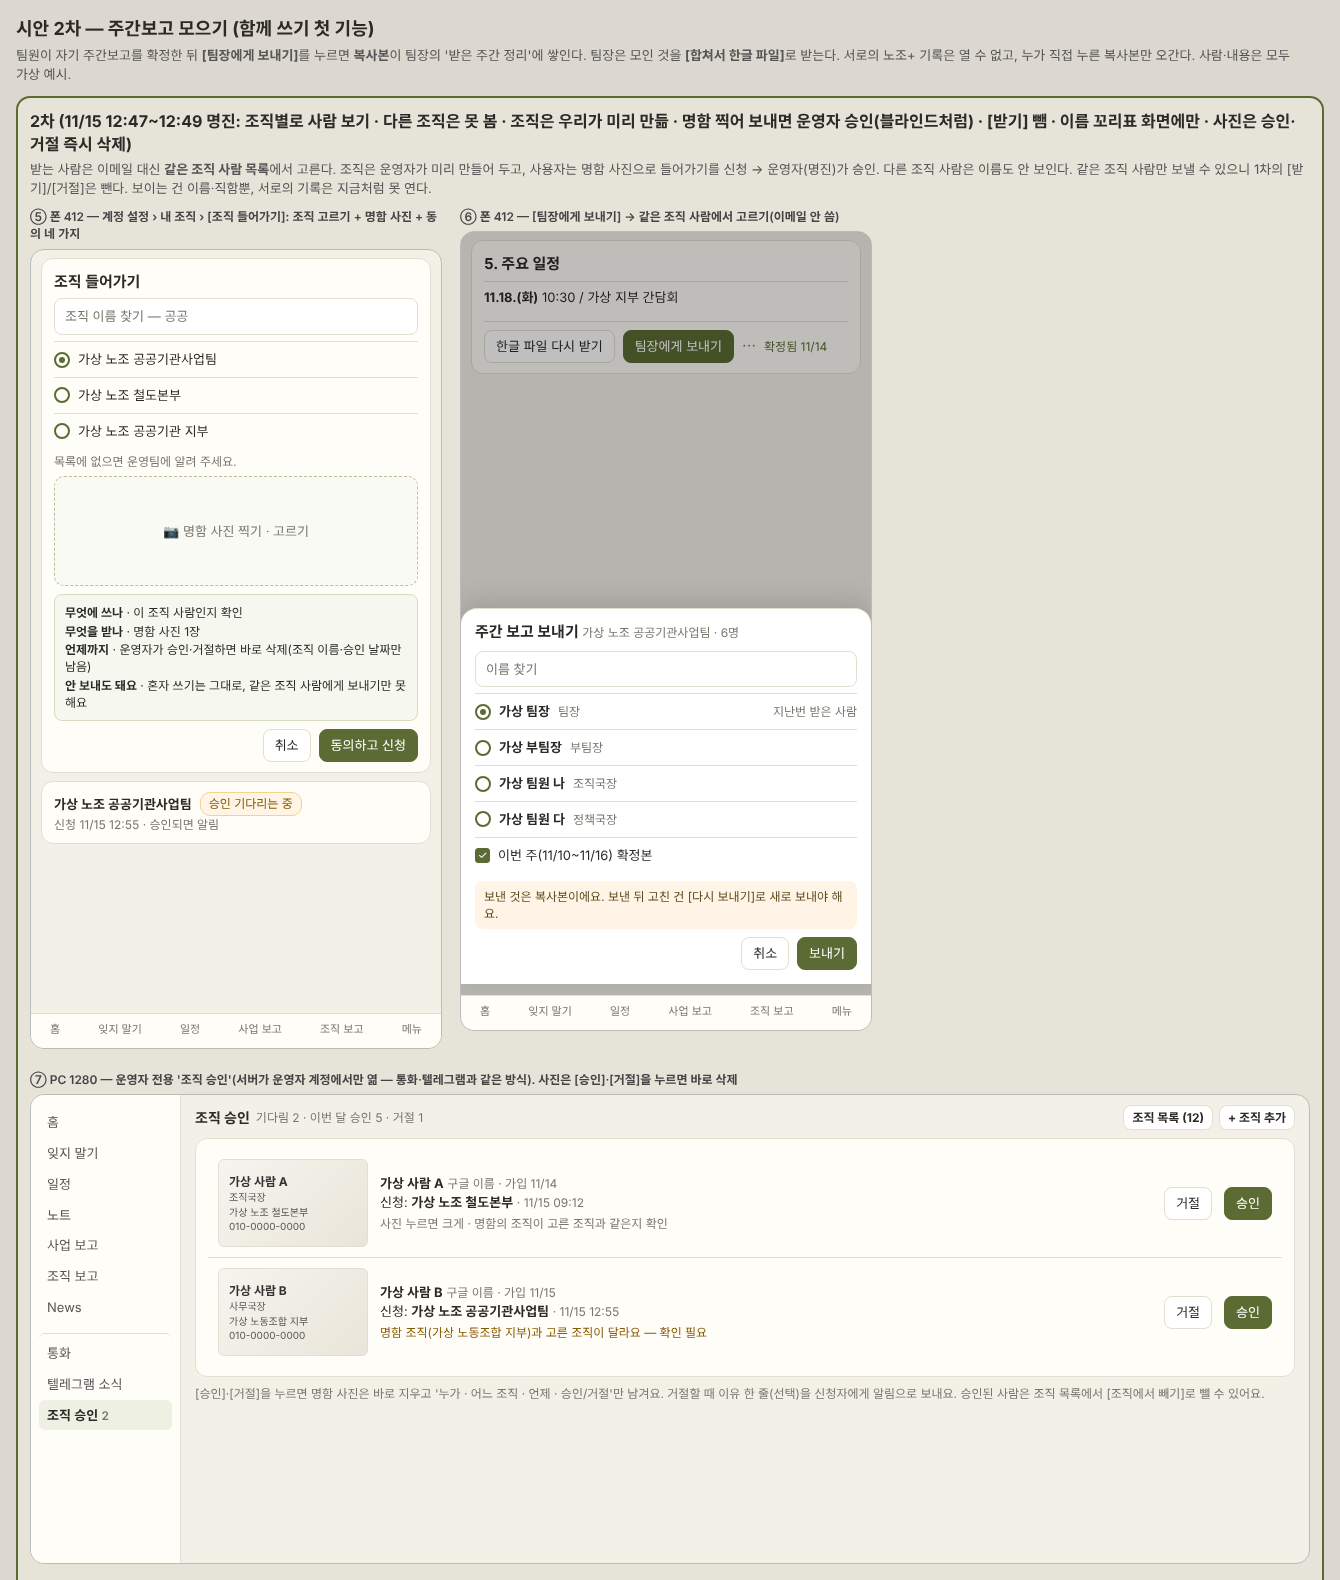 시안 2차 — 주간보고 모으기 (함께 쓰기 첫 기능)
팀원이 자기 주간보고를 확정한 뒤 [팀장에게 보내기]를 누르면 복사본이 팀장의 '받은 주간 정리'에 쌓인다. 팀장은 모인 것을 [합쳐서 한글 파일]로 받는다. 서로의 노조+ 기록은 열 수 없고, 누가 직접 누른 복사본만 오간다. 사람·내용은 모두
가상 예시.
2차 (11/15 12:47~12:49 명진: 조직별로 사람 보기 · 다른 조직은 못 봄 · 조직은 우리가 미리 만듦 · 명함 찍어 보내면 운영자 승인(블라인드처럼) · [받기] 뺌 · 이름 꼬리표 화면에만 · 사진은 승인·
거절 즉시 삭제)
받는 사람은 이메일 대신 같은 조직 사람 목록에서 고른다. 조직은 운영자가 미리 만들어 두고, 사용자는 명함 사진으로 들어가기를 신청 → 운영자(명진)가 승인. 다른 조직 사람은 이름도 안 보인다. 같은 조직 사람만 보낼 수 있으니 1차의 [받
기]/[거절]은 뺀다. 보이는 건 이름·직함뿐, 서로의 기록은 지금처럼 못 연다.
⑤ 폰 412 — 계정 설정 › 내 조직 › [조직 들어가기]: 조직 고르기 + 명함 사진 + 동
의 네 가지
조직 들어가기
조직 이름 찾기 — 공공
가상 노조 공공기관사업팀
가상 노조 철도본부
가상 노조 공공기관 지부
목록에 없으면 운영팀에 알려 주세요.
📷 명함 사진 찍기 · 고르기
무엇에 쓰나 · 이 조직 사람인지 확인
무엇을 받나 · 명함 사진 1장
언제까지 · 운영자가 승인·거절하면 바로 삭제(조직 이름·승인 날짜만
남음)
안 보내도 돼요 · 혼자 쓰기는 그대로, 같은 조직 사람에게 보내기만 못
해요
취소
동의하고 신청
가상 노조 공공기관사업팀 승인 기다리는 중
신청 11/15 12:55 · 승인되면 알림
홈 잊지 말기 일정 사업 보고 조직 보고 메뉴
⑥ 폰 412 — [팀장에게 보내기] → 같은 조직 사람에서 고르기(이메일 안 씀)
5. 주요 일정
11.18.(화) 10:30 / 가상 지부 간담회
한글 파일 다시 받기 팀장에게 보내기 ⋯ 확정됨 11/14
주간 보고 보내기 가상 노조 공공기관사업팀 · 6명
이름 찾기
가상 팀장 팀장 지난번 받은 사람
가상 부팀장 부팀장
가상 팀원 나 조직국장
가상 팀원 다 정책국장
이번 주(11/10~11/16) 확정본
보낸 것은 복사본이에요. 보낸 뒤 고친 건 [다시 보내기]로 새로 보내야 해
요.
취소
보내기
홈 잊지 말기 일정 사업 보고 조직 보고 메뉴
⑦ PC 1280 — 운영자 전용 '조직 승인'(서버가 운영자 계정에서만 엶 — 통화·텔레그램과 같은 방식). 사진은 [승인]·[거절]을 누르면 바로 삭제
홈
잊지 말기
일정
노트
사업 보고
조직 보고
News
통화
텔레그램 소식
조직 승인 2
조직 승인 기다림 2 · 이번 달 승인 5 · 거절 1
조직 목록 (12)
+ 조직 추가
가상 사람 A
조직국장
가상 노조 철도본부
010-0000-0000
가상 사람 A 구글 이름 · 가입 11/14
신청: 가상 노조 철도본부 · 11/15 09:12
사진 누르면 크게 · 명함의 조직이 고른 조직과 같은지 확인
거절
승인
가상 사람 B
사무국장
가상 노동조합 지부
010-0000-0000
가상 사람 B 구글 이름 · 가입 11/15
신청: 가상 노조 공공기관사업팀 · 11/15 12:55
명함 조직(가상 노동조합 지부)과 고른 조직이 달라요 — 확인 필요
거절
승인
[승인]·[거절]을 누르면 명함 사진은 바로 지우고 '누가 · 어느 조직 · 언제 · 승인/거절'만 남겨요. 거절할 때 이유 한 줄(선택)을 신청자에게 알림으로 보내요. 승인된 사람은 조직 목록에서 [조직에서 빼기]로 뺄 수 있어요.